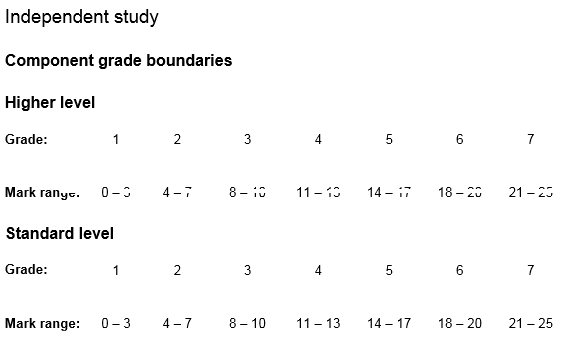 Independent study
Component grade boundaries
Higher level
Grade: 1 2 3 4 5 6 7
Mark range: 0 – 3 4 – 7 8 – 10 11 – 13 14 – 17 18 – 20 21 – 25
Standard level
Grade: 1 2 3 4 5 6 7
Mark range: 0 – 3 4 – 7 8 – 10 11 – 13 14 – 17 18 – 20 21 – 25